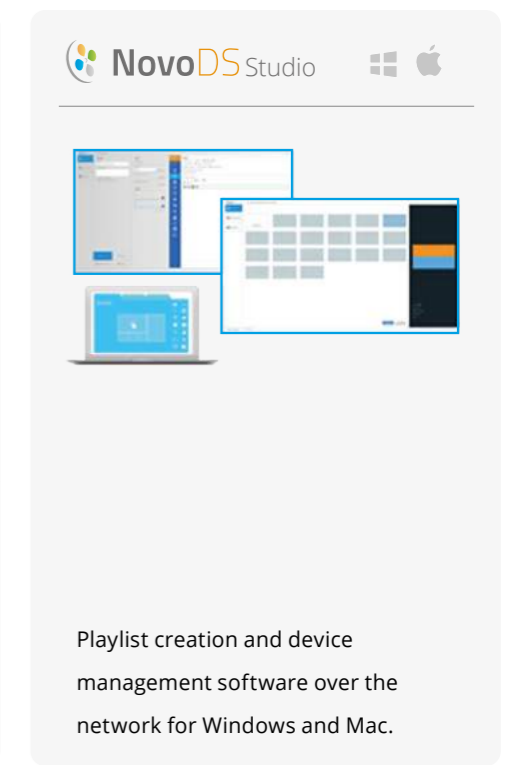 NovoDS Studio
Playlist creation and device
management software over the
network for Windows and Mac.